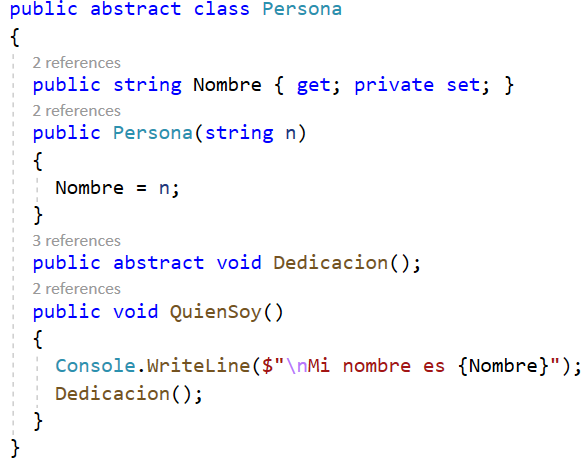 public abstract class Persona
{
2 references
public string Nombre { get; private set; }
2 references
public Persona(string n)
{
Nombre = n;
}
3 references
public abstract void Dedicacion();
2 references
public void QuienSoy()
{
Console.WriteLine($"\nMi nombre es {Nombre}");
Dedicacion();
}
}